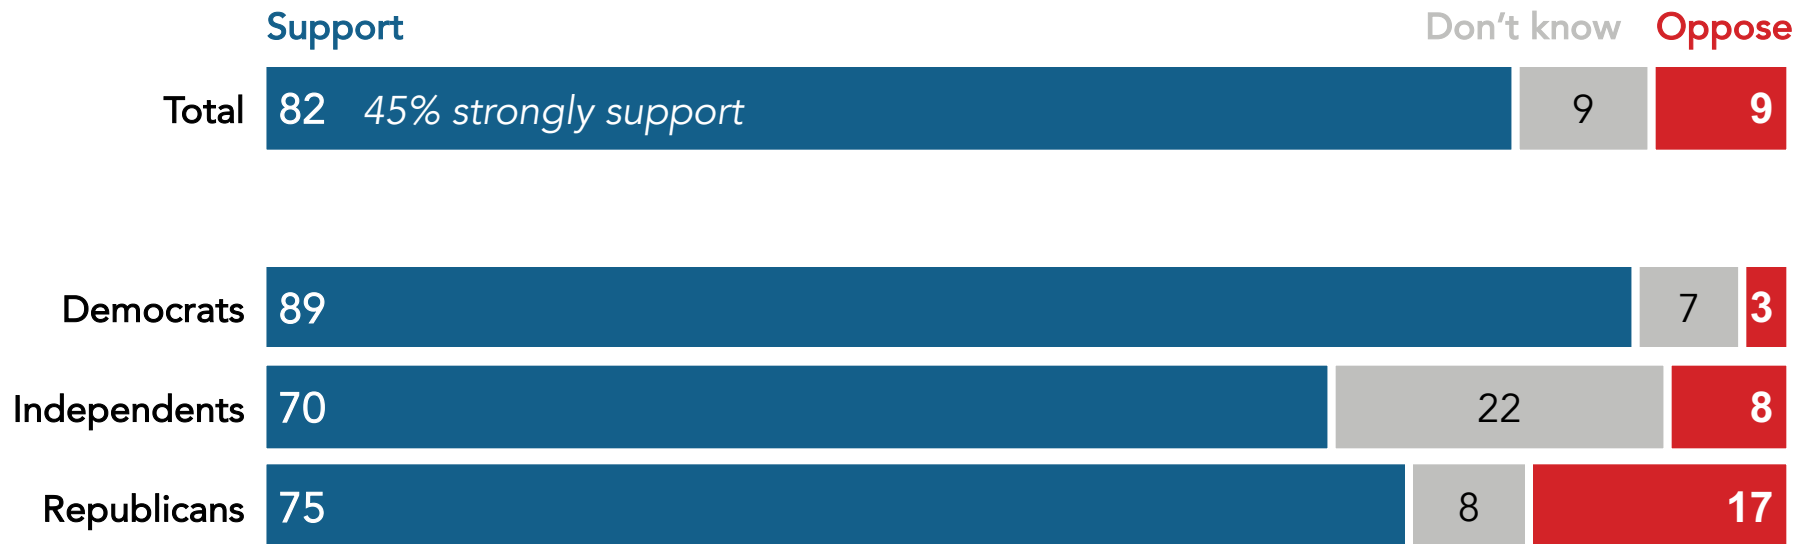 Support Don’t know Oppose
Total 82 45% strongly support 9 9
Democrats 89 7 3
Independents 70 22 8
Republicans 75 8 17